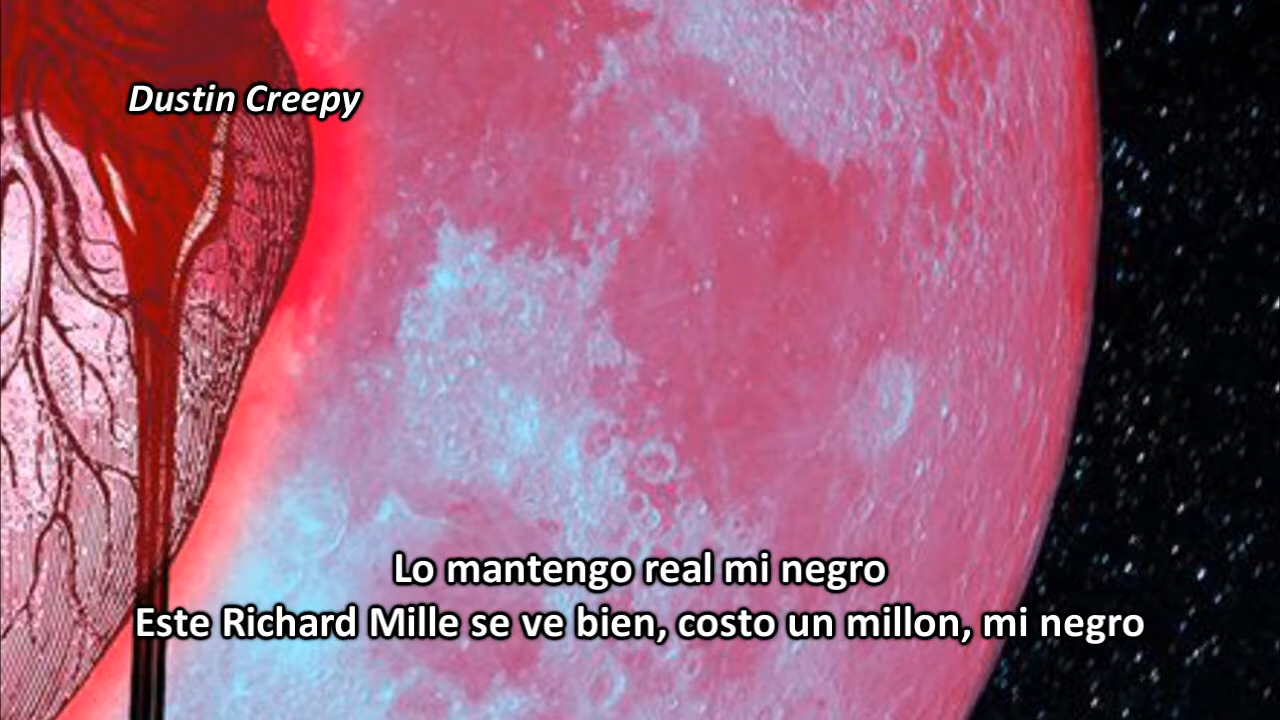 Dustin Creepy
Lo mantengo real mi negro
Este Richard Mille se ve bien, costo un millon, mi negro